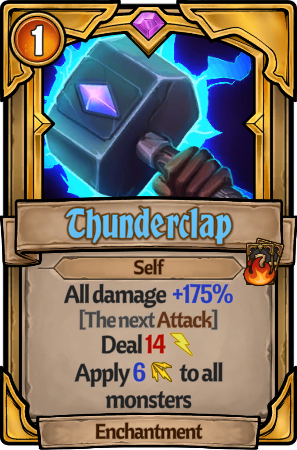 1
Thunderclap
Self
All damage +175%
[The next Attack]
Deal 14
Apply 6 to all
monsters
Enchantment